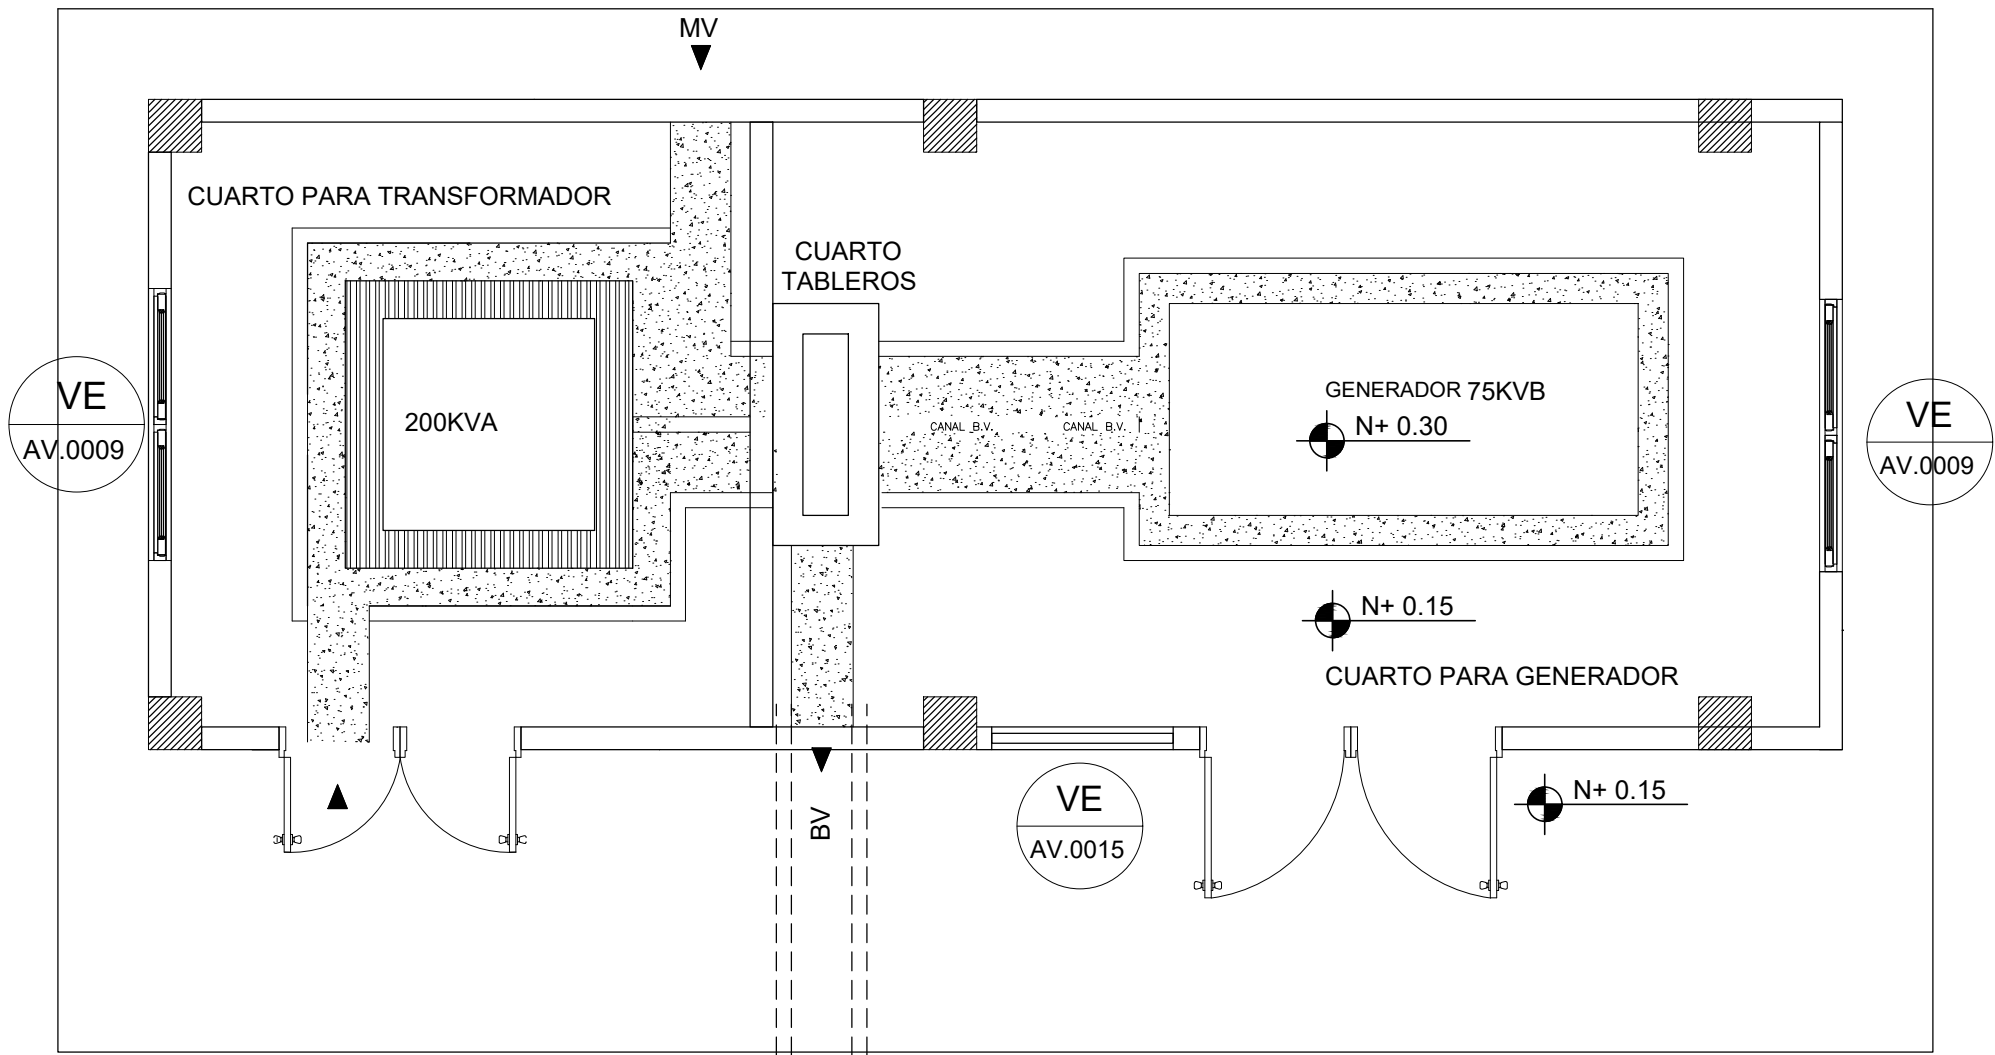 MV
CUARTO PARA TRANSFORMADOR
CUARTO
TABLEROS
VE
AV.0009
200KVA
CANAL B.V.
CANAL B.V.
GENERADOR 75KVB
N+ 0.30
VE
AV.0009
N+ 0.15
CUARTO PARA GENERADOR
BV
VE
AV.0015
N+ 0.15